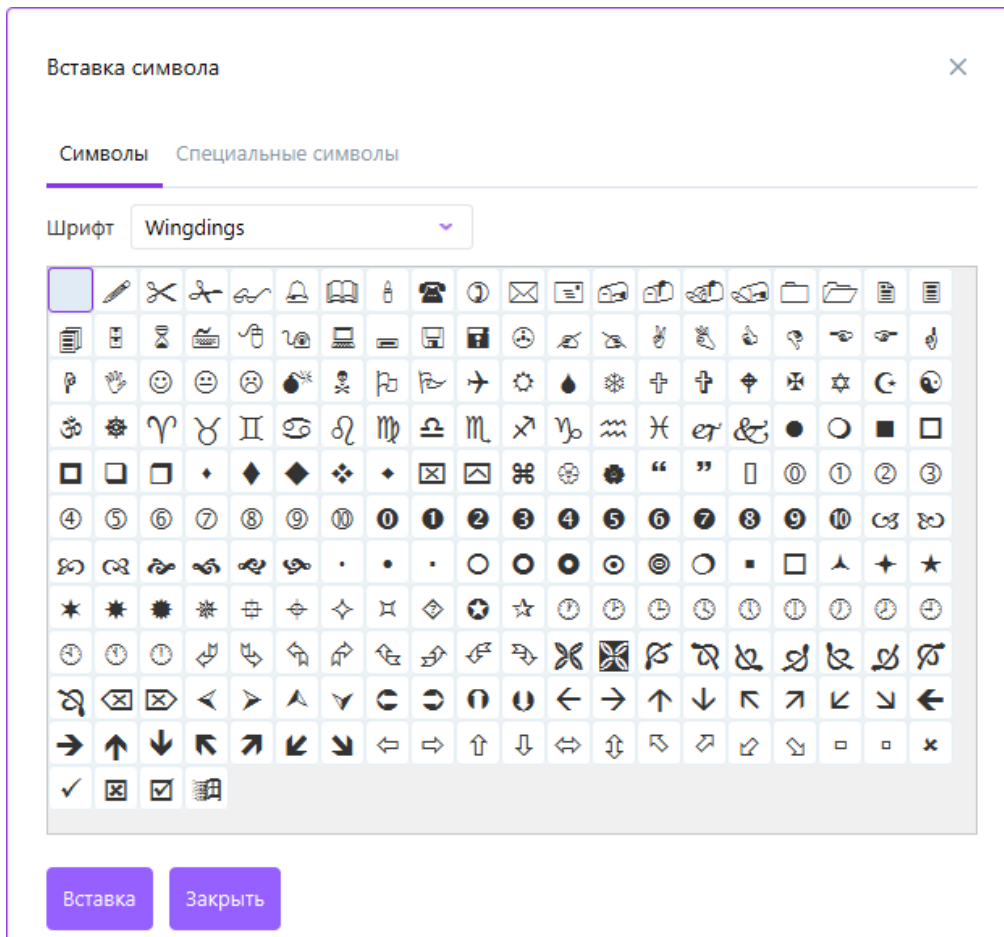 Вставка символа
Символы Специальные символы
Шрифт Wingdings
Вставка Закрыть